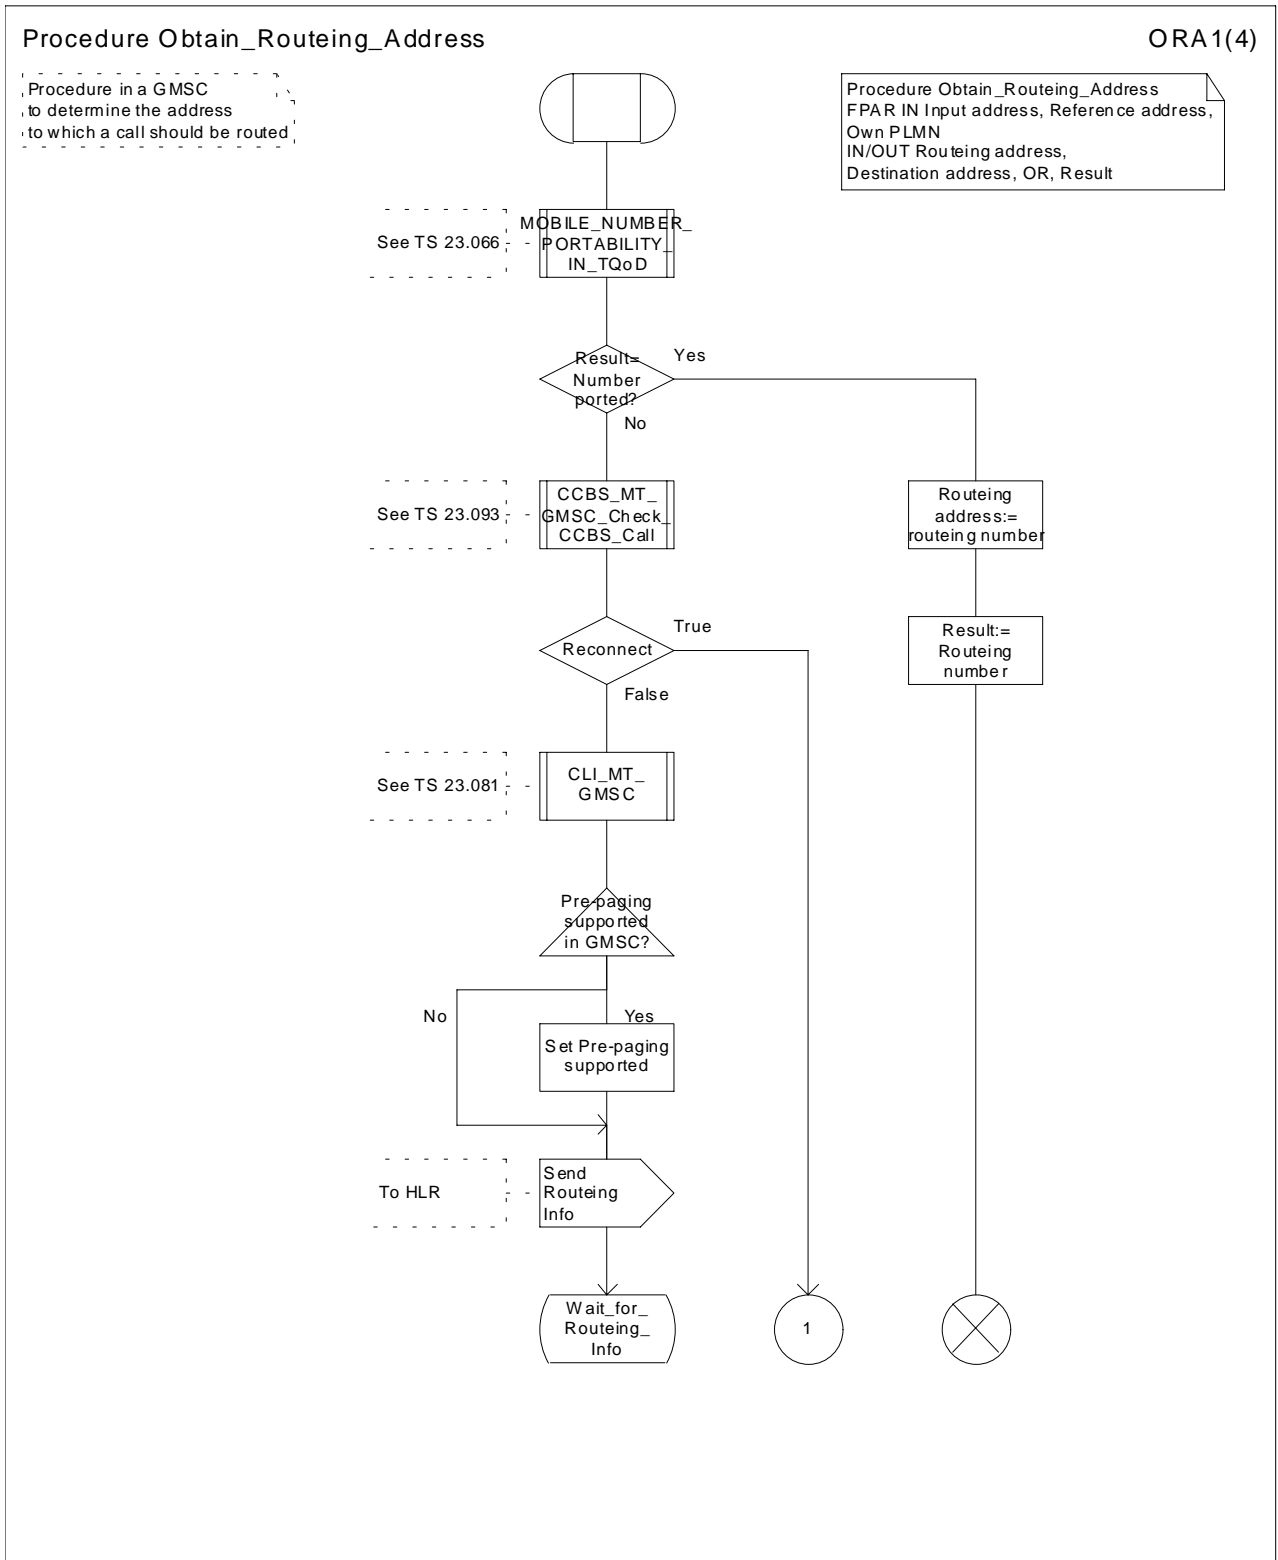 Procedure Obtain_Routeing_Address
ORA1(4)
Procedure in a GMSC
to determine the address
to which a call should be routed
Procedure Obtain_Routeing_Address
FPAR IN Input address, Reference address,
Own PLMN
IN/OUT Routeing address,
Destination address, OR, Result
See TS 23.066
MOBILE_NUMBER_
PORTABILITY_
IN_TQoD
Result=
Number
ported?
Yes
No
See TS 23.093
CCBS_MT_
GMSC_Check_
CCBS_Call
Routeing
address:=
routeing number
Reconnect
True
False
Result:=
Routeing
number
See TS 23.081
CLI_MT_
GMSC
Pre-paging
supported
in GMSC?
No
Yes
Set Pre-paging
supported
To HLR
Send
Routeing
Info
Wait_for_
Routeing_
Info
1